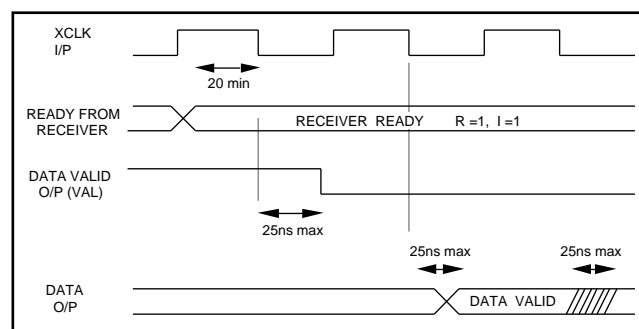 XCLK
I/P
20 min
READY FROM
RECEIVER
RECEIVER READY R =1, I =1
DATA VALID
O/P (VAL)
25ns max
25ns max
25ns max
DATA
O/P
DATA VALID